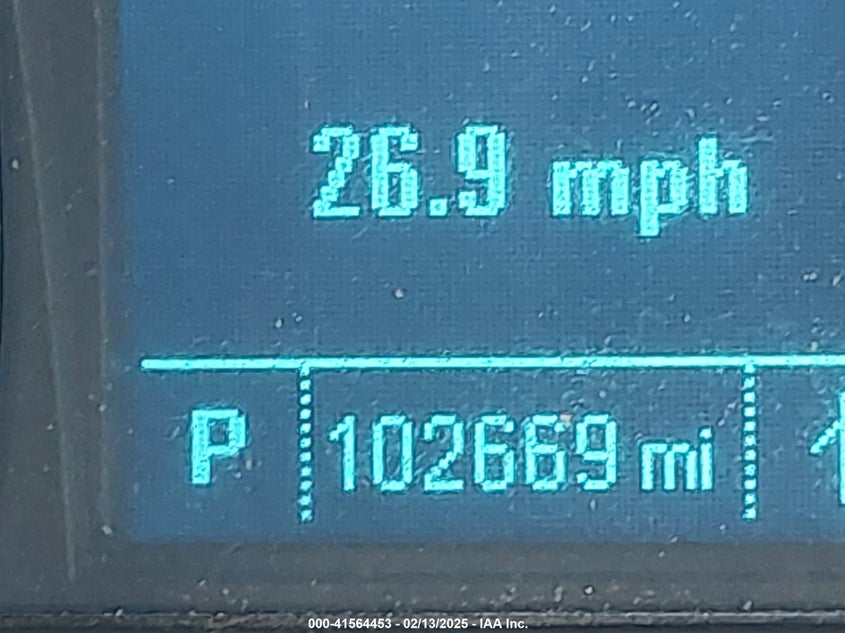 26.9 mph
P 102669 mi
000-41564453 - 02/13/2025 - IAA Inc.